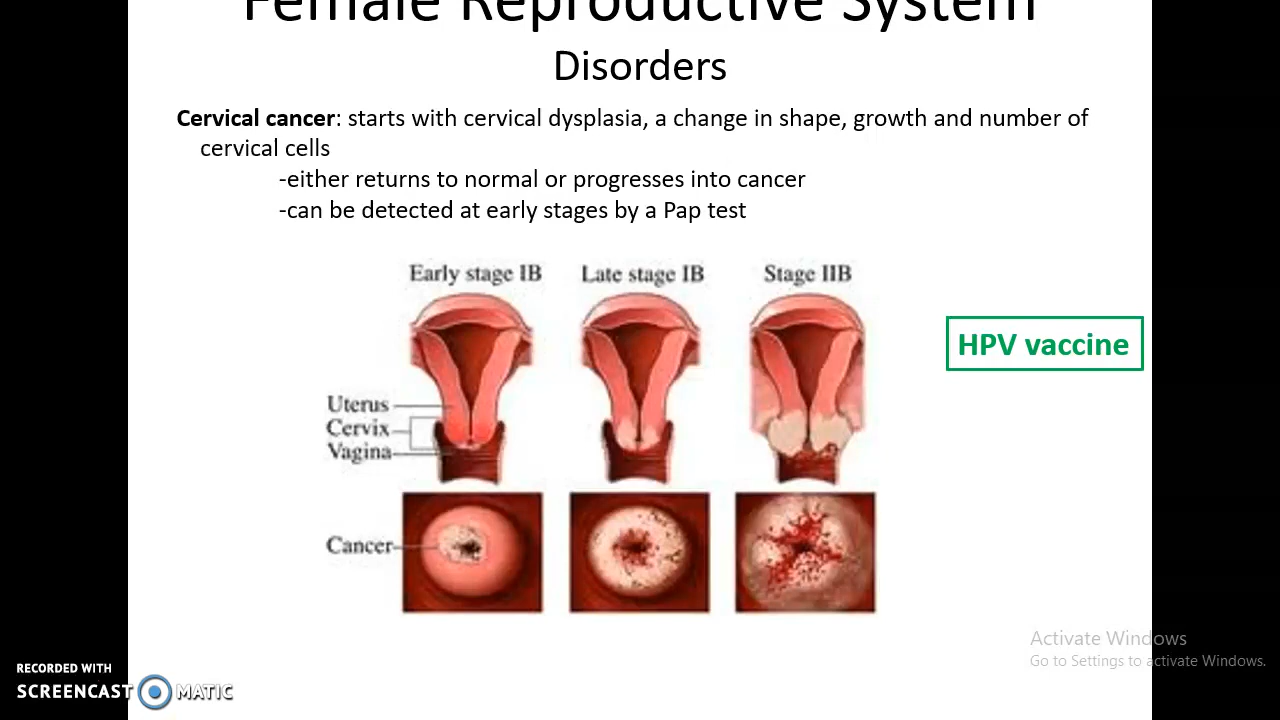 Female Reproductive System
Disorders
Cervical cancer: starts with cervical dysplasia, a change in shape, growth and number of
cervical cells
-either returns to normal or progresses into cancer
-can be detected at early stages by a Pap test
Early stage IB Late stage IB Stage IIB
HPV vaccine
Uterus
Cervix
Vagina
Cancer
Activate Windows
Go to Settings to activate Windows.
RECORDED WITH
SCREENCAST MATIC